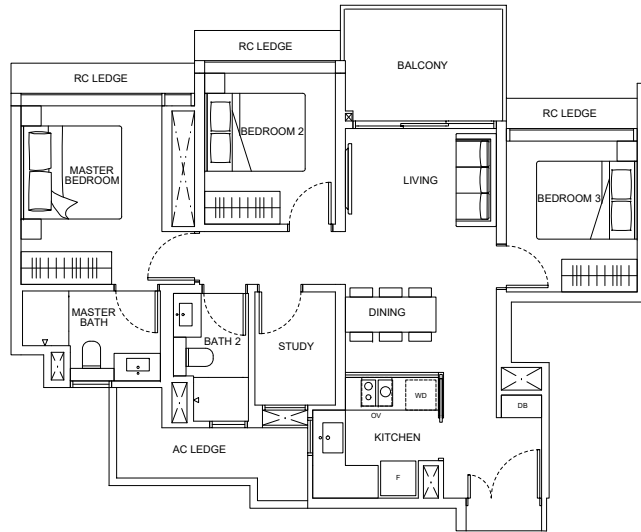 RC LEDGE
BALCONY
RC LEDGE
RC LEDGE
BEDROOM 2
MASTER
BEDROOM
LIVING
BEDROOM 3
MASTER
BATH
DINING
BATH 2
STUDY
WD
DB
OV
KITCHEN
AC LEDGE
F